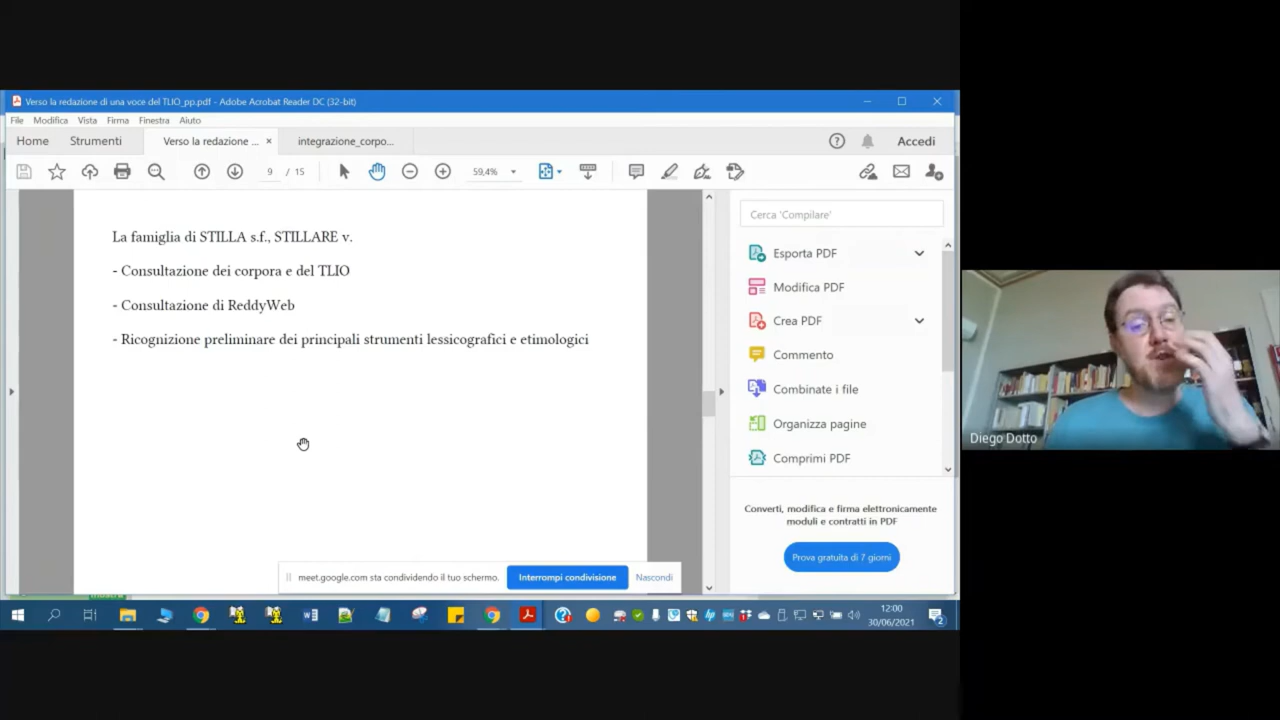 Verso la redazione di una voce del TLIO_pp.pdf - Adobe Acrobat Reader DC (32-bit)
File Modifica Vista Firma Finestra Aiuto
Home Strumenti Verso la redazione ... × integrazione_corpo... Accedi
9 / 15 59,4%
La famiglia di STILLA s.f., STILLARE v.
- Consultazione dei corpora e del TLIO
- Consultazione di ReddyWeb
- Ricognizione preliminare dei principali strumenti lessicografici e etimologici
Cerca 'Compilare'
Esporta PDF
Modifica PDF
Crea PDF
Commento
Combinate i file
Organizza pagine
Comprimi PDF
Converti, modifica e firma elettronicamente
moduli e contratti in PDF
Prova gratuita di 7 giorni
meet.google.com sta condividendo il tuo schermo. Interrompi condivisione Nascondi
12:00
30/06/2021
2
Diego Dotto